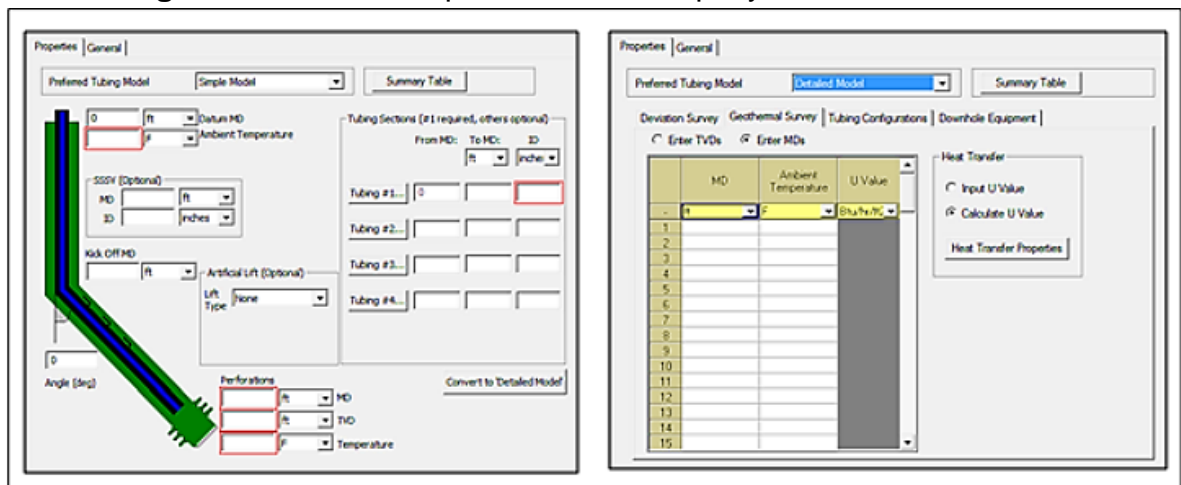 Properties General
Preferred Tubing Model Simple Model Summary Table
0 ft Datum MD
F Ambient Temperature
SSSV (Optional)
MD ft
ID inches
Kick Off MD
ft
Artificial Lift (Optional)
Lift Type None
0
Angle (deg)
Perforations
ft MD
ft TVD
F Temperature
Tubing Sections (#1 required, others optional)
From MD: To MD: ID
ft inche
Tubing #1... 0
Tubing #2...
Tubing #3...
Tubing #4...
Convert to 'Detailed Model'
Properties General
Preferred Tubing Model Detailed Model Summary Table
Deviation Survey Geothermal Survey Tubing Configurations Downhole Equipment
Enter TVDs Enter MDs
MD Ambient Temperature U Value
- ft F
1
2
3
4
5
6
7
8
9
10
11
12
13
14
15
Heat Transfer
Input U Value
Calculate U Value
Heat Transfer Properties